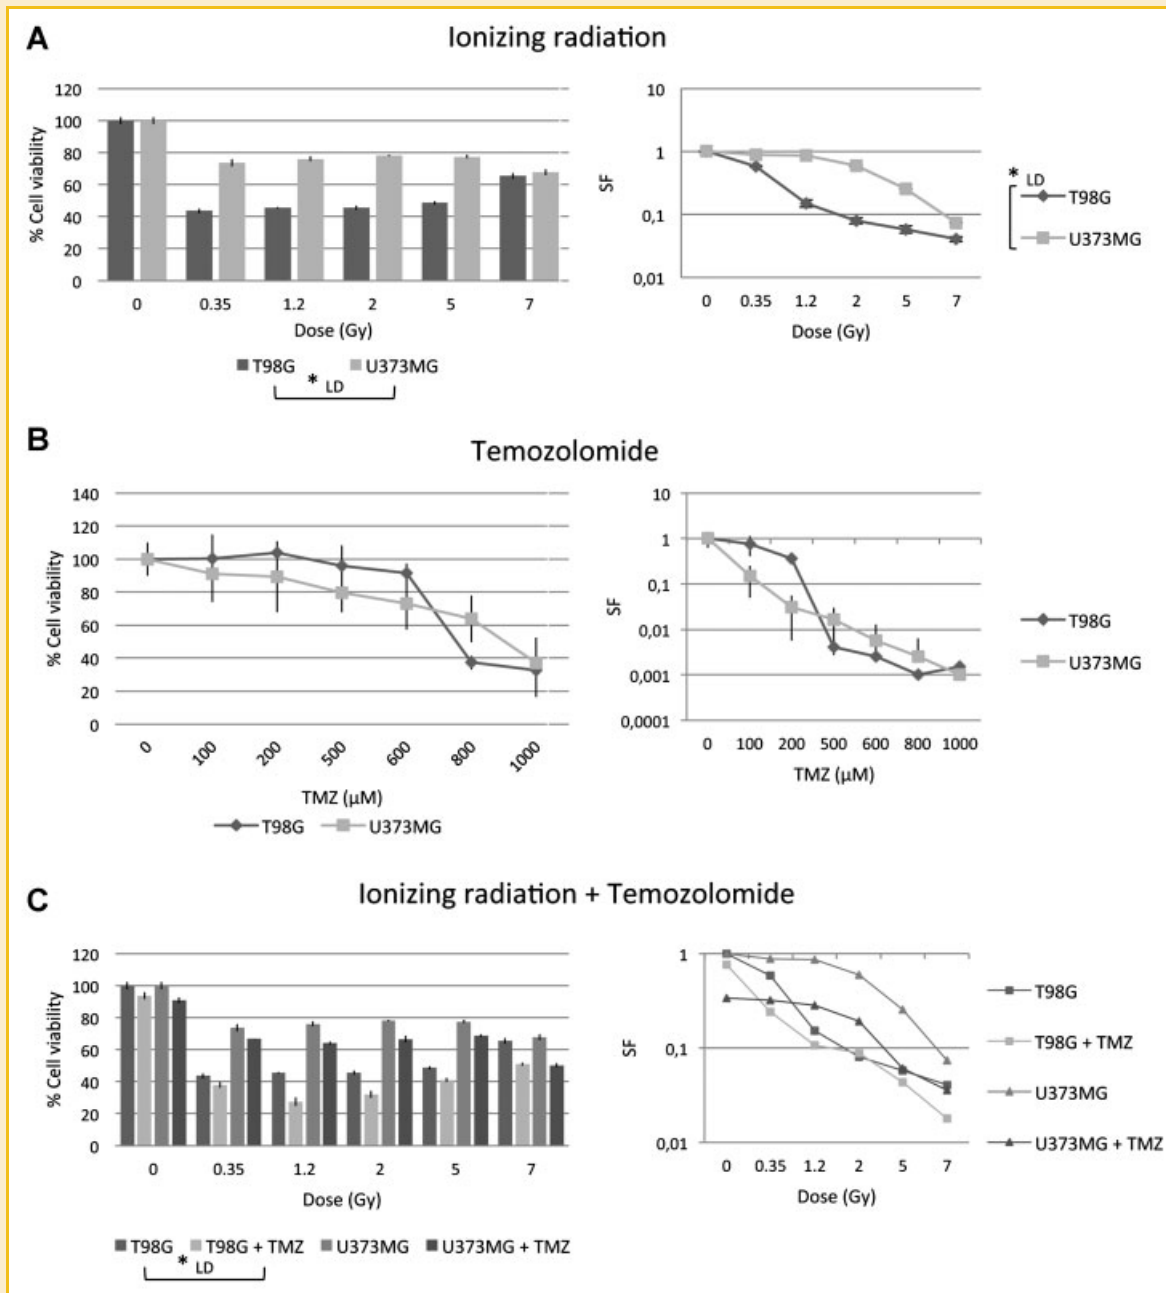 A
Ionizing radiation
120
100
80
60
40
20
0
% Cell viability
0 0.35 1.2 2 5 7
Dose (Gy)
T98G U373MG
* LD
10
1
0,1
0,01
SF
0 0.35 1.2 2 5 7
Dose (Gy)
* LD
T98G
U373MG
B
Temozolomide
140
120
100
80
60
40
20
0
% Cell viability
0 100 200 500 600 800 1000
TMZ (μM)
T98G U373MG
10
1
0,1
0,01
0,001
0,0001
SF
0 100 200 500 600 800 1000
TMZ (μM)
T98G
U373MG
C
Ionizing radiation + Temozolomide
120
100
80
60
40
20
0
% Cell viability
0 0.35 1.2 2 5 7
Dose (Gy)
T98G T98G + TMZ U373MG U373MG + TMZ
* LD
1
0,1
0,01
SF
0 0.35 1.2 2 5 7
Dose (Gy)
T98G
T98G + TMZ
U373MG
U373MG + TMZ